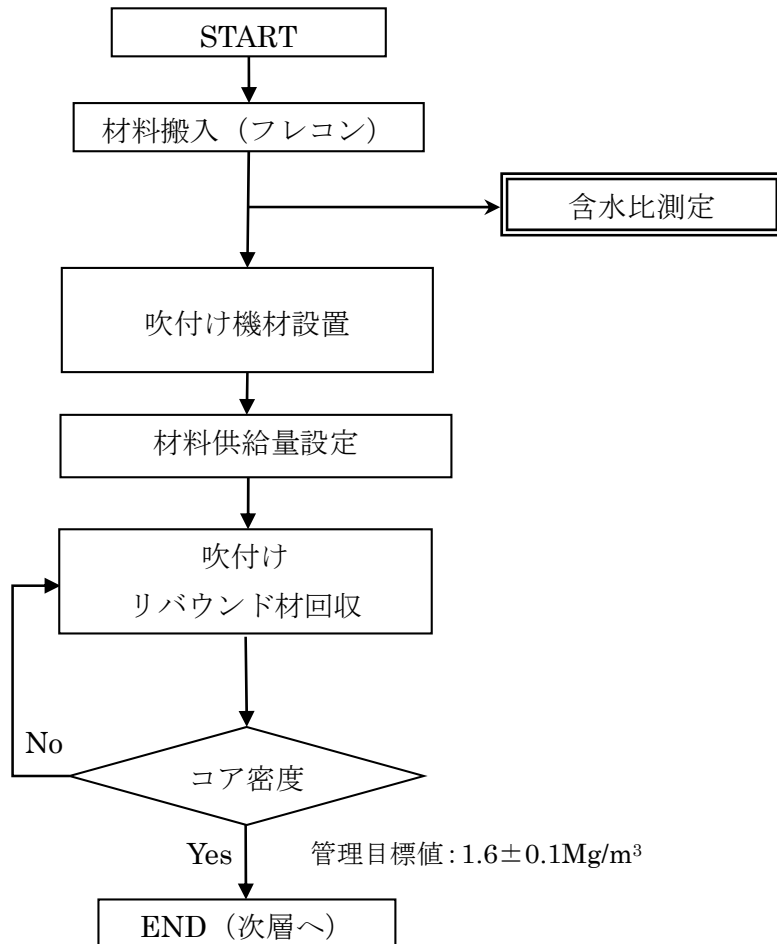 START
材料搬入（フレコン）
含水比測定
吹付け機材設置
材料供給量設定
吹付け
リバウンド材回収
No
コア密度
Yes
管理目標値：1.6±0.1Mg/m³
END（次層へ）